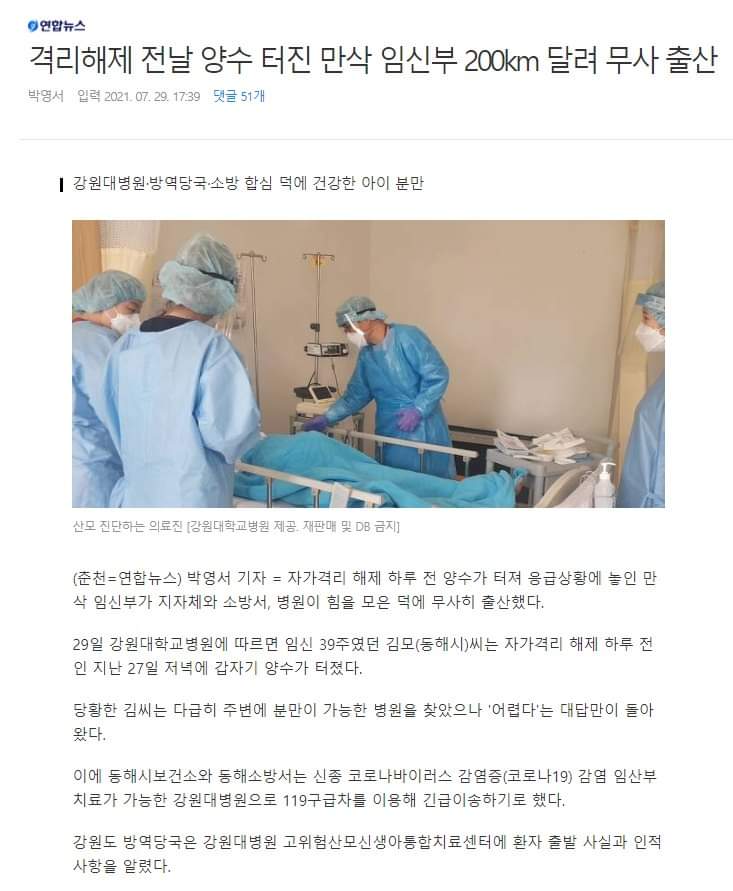 연합뉴스
격리해제 전날 양수 터진 만삭 임신부 200km 달려 무사 출산
박영서 입력 2021. 07. 29. 17:39 댓글 51개
강원대병원·방역당국·소방 합심 덕에 건강한 아이 분만
산모 진단하는 의료진 [강원대학교병원 제공. 재판매 및 DB 금지]
(춘천=연합뉴스) 박영서 기자 = 자가격리 해제 하루 전 양수가 터져 응급상황에 놓인 만
삭 임신부가 지자체와 소방서, 병원이 힘을 모은 덕에 무사히 출산했다.
29일 강원대학교병원에 따르면 임신 39주였던 김모(동해시)씨는 자가격리 해제 하루 전
인 지난 27일 저녁에 갑자기 양수가 터졌다.
당황한 김씨는 다급히 주변에 분만이 가능한 병원을 찾았으나 '어렵다'는 대답만이 돌아
왔다.
이에 동해시보건소와 동해소방서는 신종 코로나바이러스 감염증(코로나19) 감염 임산부
치료가 가능한 강원대병원으로 119구급차를 이용해 긴급이송하기로 했다.
강원도 방역당국은 강원대병원 고위험산모신생아통합치료센터에 환자 출발 사실과 인적
사항을 알렸다.